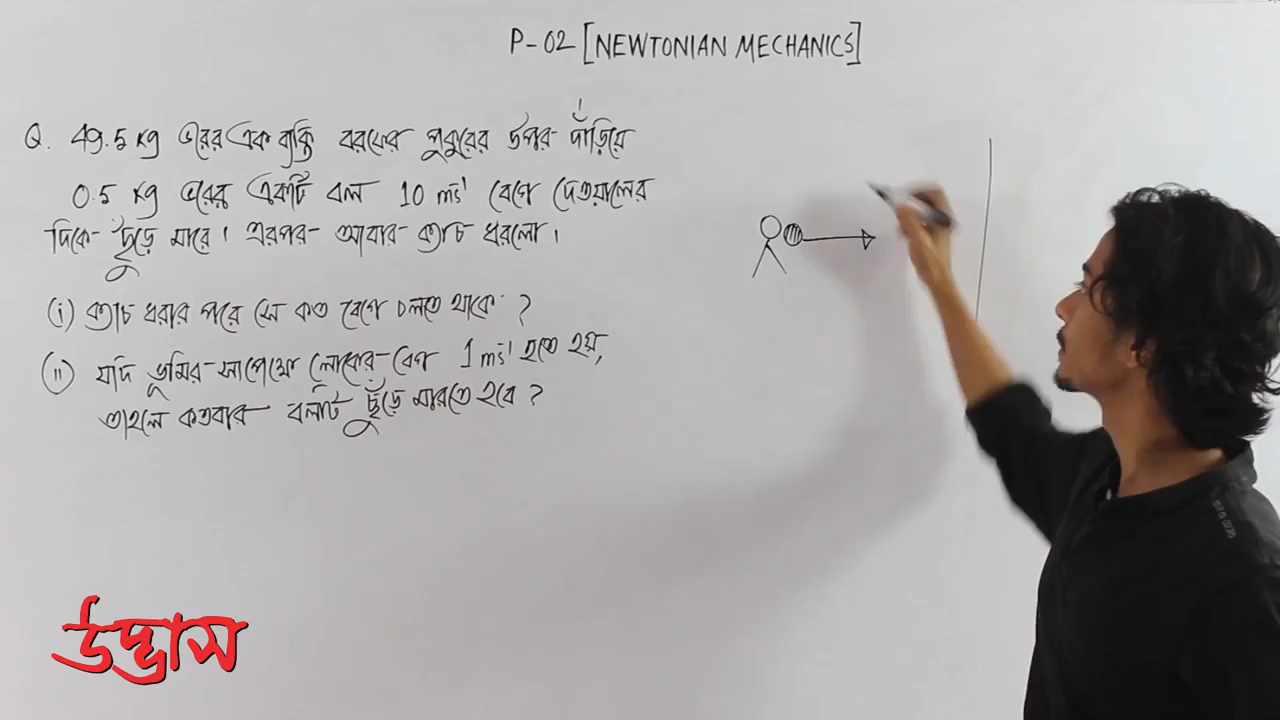 P-02 [NEWTONIAN MECHANICS]
Q. 49.5 kg ভরের এক ব্যক্তি বরফের পুকুরের উপর দাঁড়িয়ে
0.5 kg ভরের একটি বল 10 ms⁻¹ বেগে দেওয়ালের
দিকে ছুঁড়ে মারে। এরপর আবার ক্যাচ ধরলো।
(i) ক্যাচ ধরার পরে সে কত বেগে চলতে থাকে ?
(ii) যদি ভূমির সাপেক্ষে লোকের বেগ 1 ms⁻¹ হতে হয়,
তাহলে কতবার বলটি ছুঁড়ে মারতে হবে ?
উদ্ভাস